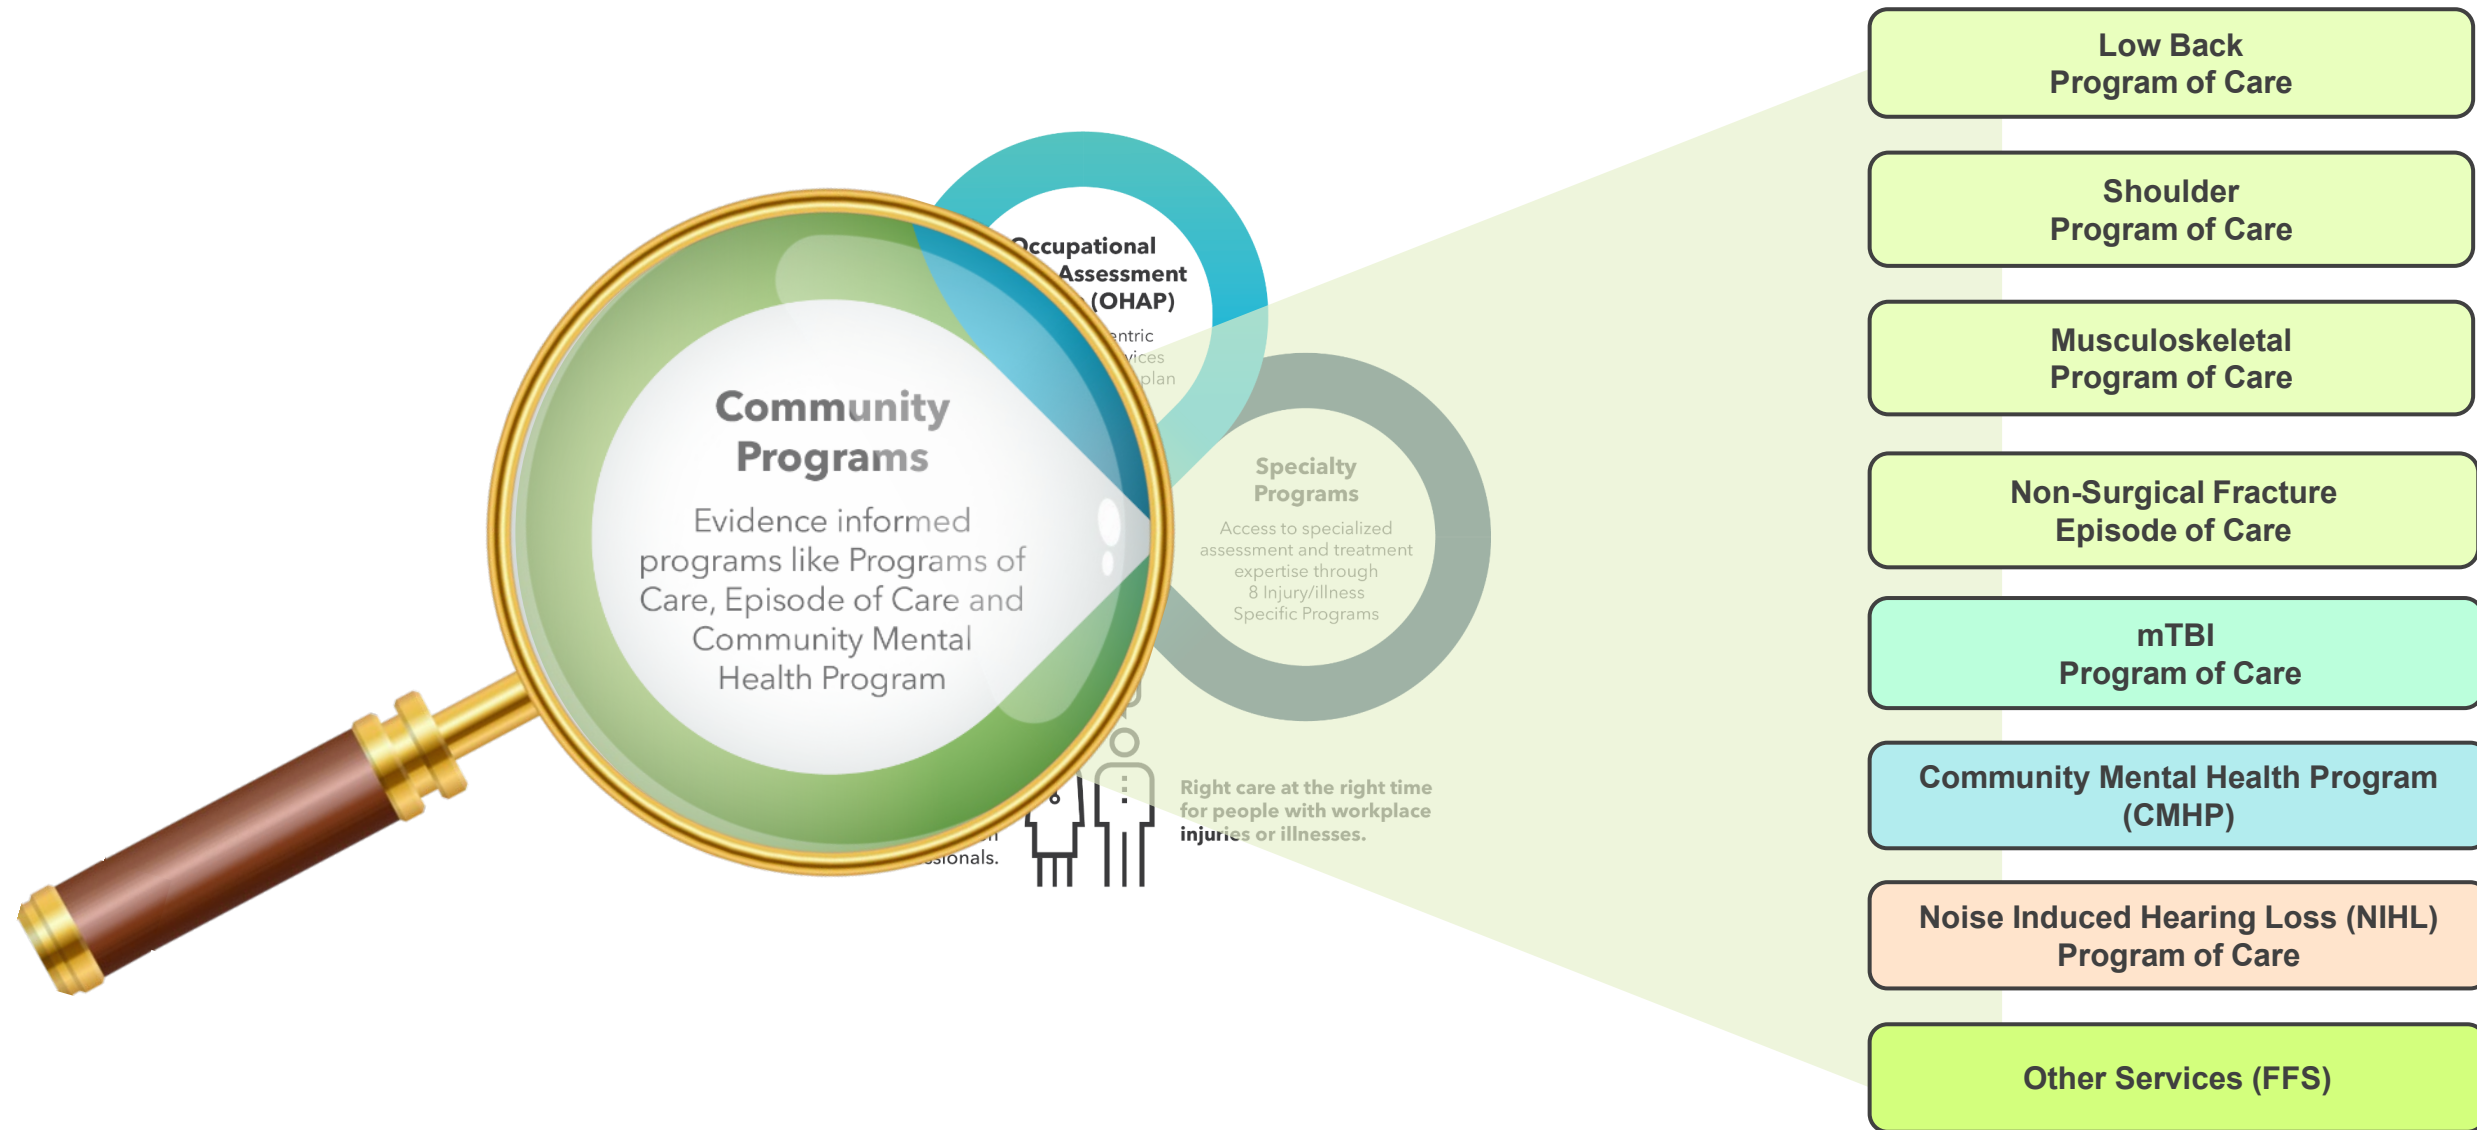 Community
Programs
Evidence informed
programs like Programs of
Care, Episode of Care and
Community Mental
Health Program
Occupational
Assessment
(OHAP)
plan
Specialty
Programs
Access to specialized
assessment and treatment
expertise through
8 Injury/illness
Specific Programs
Right care at the right time
for people with workplace
injuries or illnesses.
Low Back
Program of Care
Shoulder
Program of Care
Musculoskeletal
Program of Care
Non-Surgical Fracture
Episode of Care
mTBI
Program of Care
Community Mental Health Program
(CMHP)
Noise Induced Hearing Loss (NIHL)
Program of Care
Other Services (FFS)